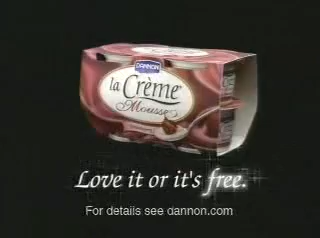 DANNON
la Crème
Mousse
Love it or it's free.
For details see dannon.com